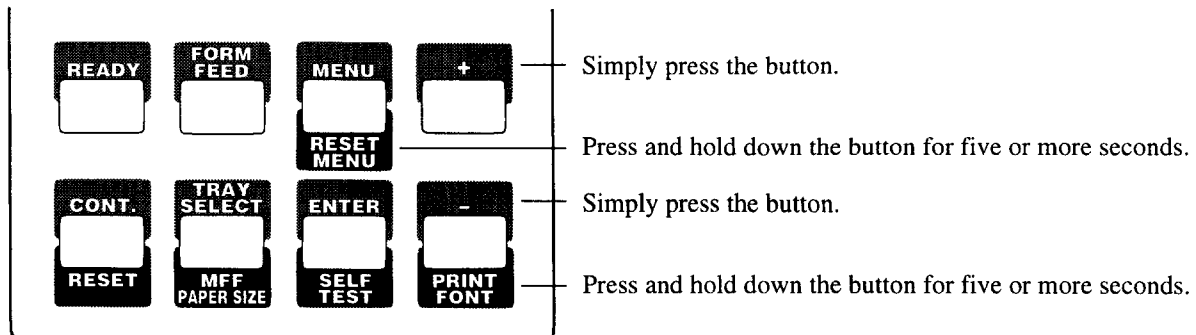 READY
FORM
FEED
MENU
+
Simply press the button.
RESET
MENU
Press and hold down the button for five or more seconds.
CONT.
TRAY
SELECT
ENTER
-
Simply press the button.
RESET
MFF
PAPER SIZE
SELF
TEST
PRINT
FONT
Press and hold down the button for five or more seconds.